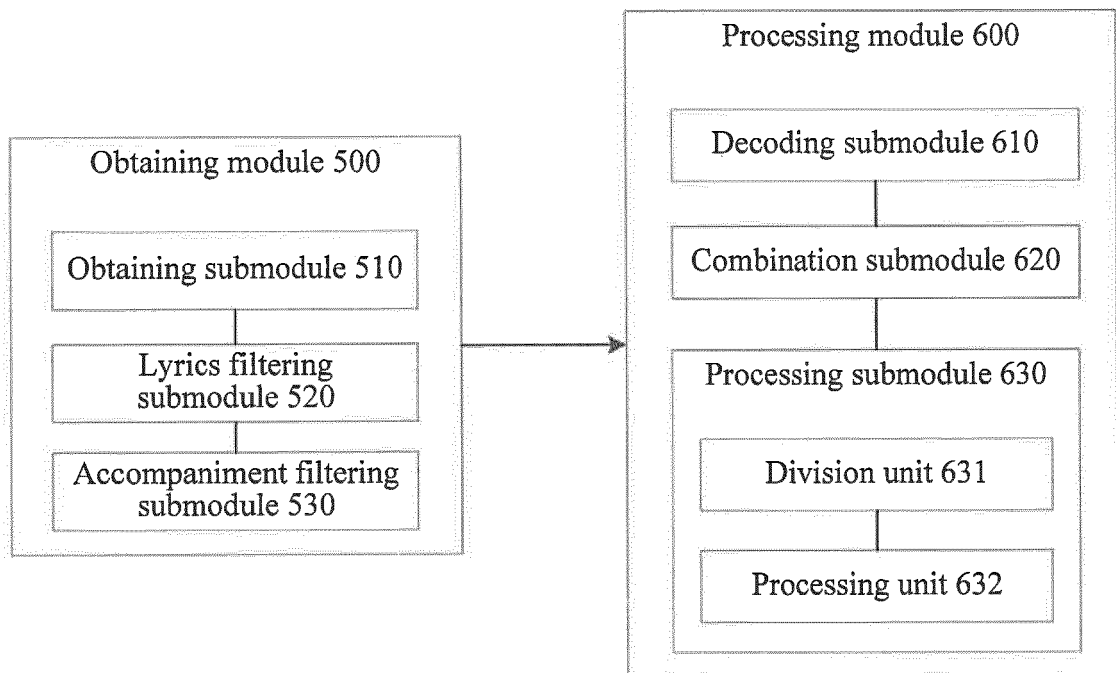 Obtaining module 500
Obtaining submodule 510
Lyrics filtering
submodule 520
Accompaniment filtering
submodule 530
Processing module 600
Decoding submodule 610
Combination submodule 620
Processing submodule 630
Division unit 631
Processing unit 632